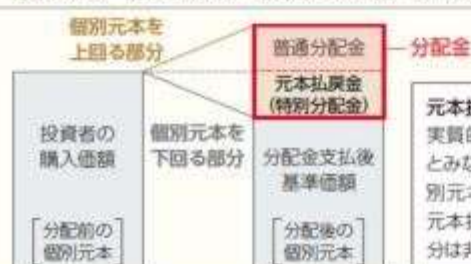 個別元本を
上回る部分
普通分配金
分配金
元本払戻金
(特別分配金)
投資者の
購入価額
個別元本を
下回る部分
分配金支払後
基準価額
分配前の
個別元本
分配後の
個別元本
元本払
実質的
とみな
別元本
元本払
分は非